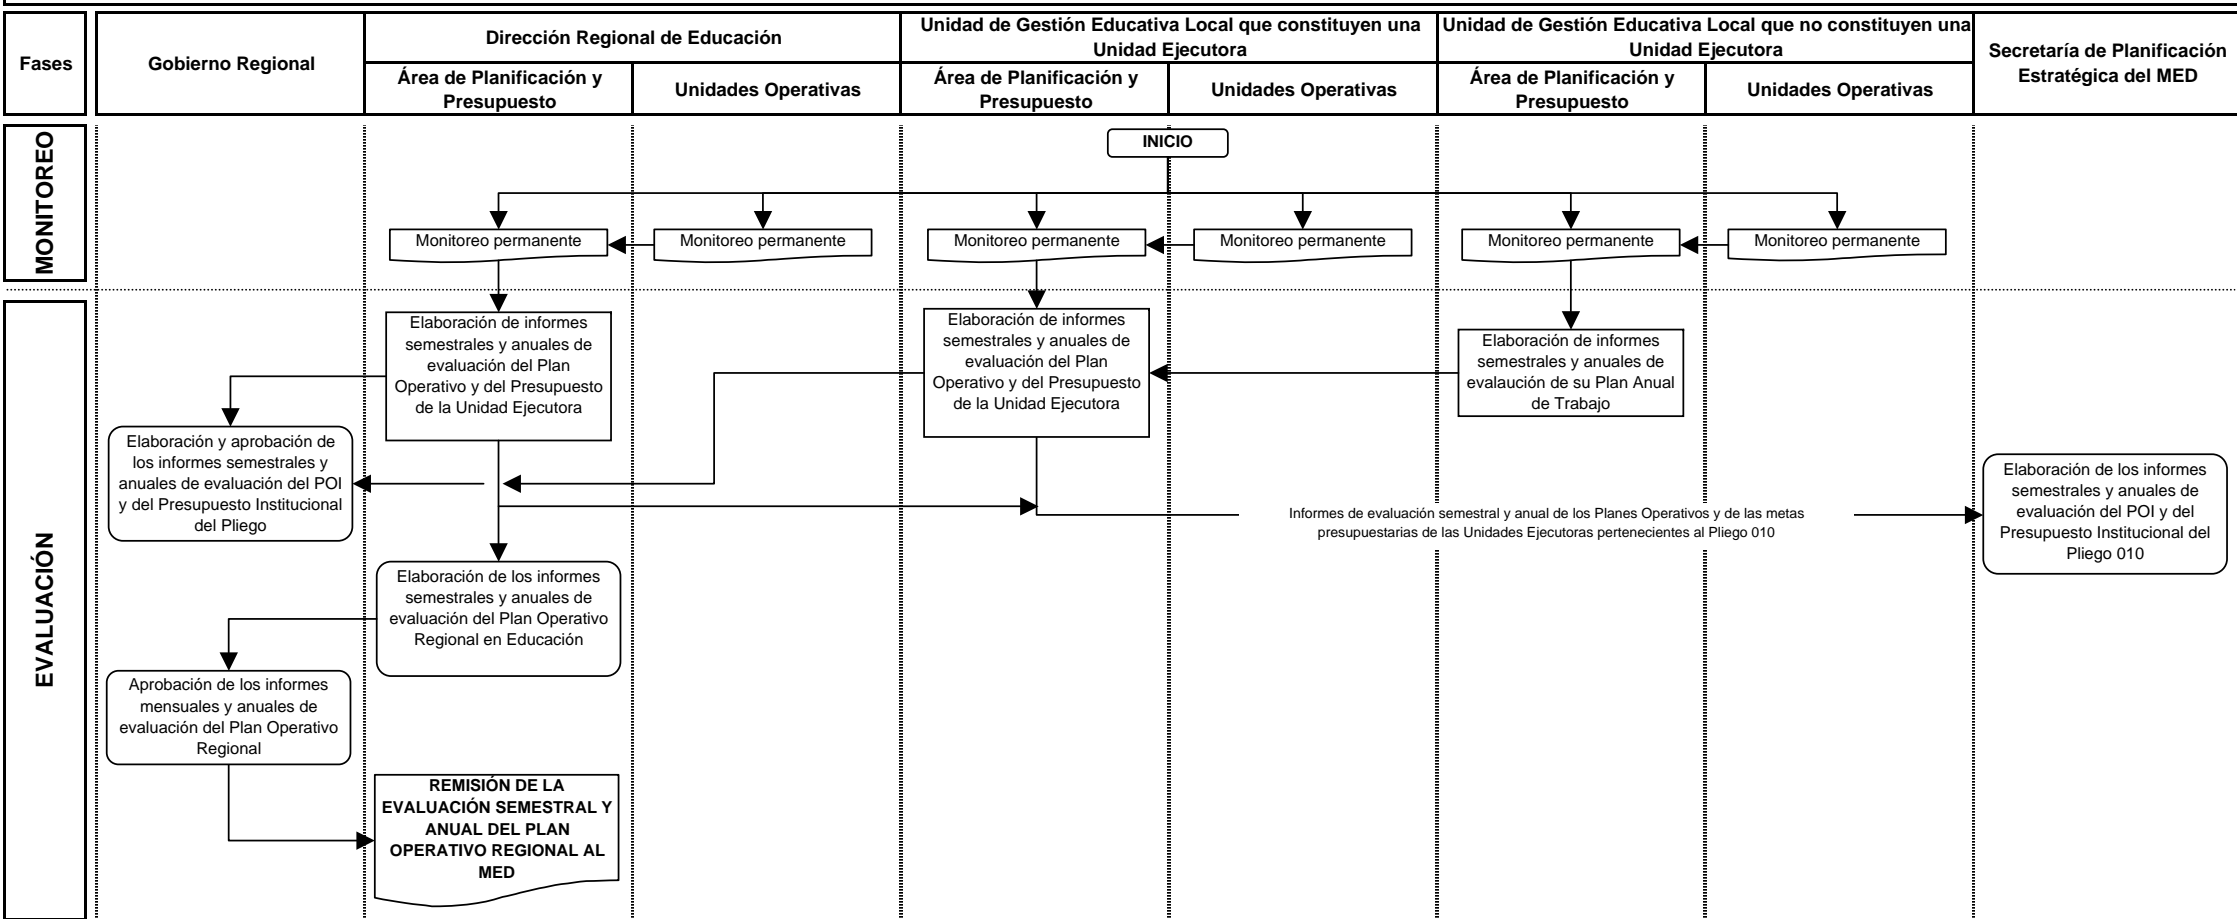 Fases
Gobierno Regional
Dirección Regional de Educación
Unidad de Gestión Educativa Local que constituyen una
Unidad Ejecutora
Unidad de Gestión Educativa Local que no constituyen una
Unidad Ejecutora
Secretaría de Planificación
Estratégica del MED
Área de Planificación y
Presupuesto
Unidades Operativas
Área de Planificación y
Presupuesto
Unidades Operativas
Área de Planificación y
Presupuesto
Unidades Operativas
MONITOREO
INICIO
Monitoreo permanente
Monitoreo permanente
Monitoreo permanente
Monitoreo permanente
Monitoreo permanente
Monitoreo permanente
EVALUACIÓN
Elaboración de informes
semestrales y anuales de
evaluación del Plan
Operativo y del Presupuesto
de la Unidad Ejecutora
Elaboración de informes
semestrales y anuales de
evaluación del Plan
Operativo y del Presupuesto
de la Unidad Ejecutora
Elaboración de informes
semestrales y anuales de
evalaución de su Plan Anual
de Trabajo
Elaboración y aprobación de
los informes semestrales y
anuales de evaluación del POI
y del Presupuesto Institucional
del Pliego
Informes de evaluación semestral y anual de los Planes Operativos y de las metas
presupuestarias de las Unidades Ejecutoras pertenecientes al Pliego 010
Elaboración de los informes
semestrales y anuales de
evaluación del POI y del
Presupuesto Institucional del
Pliego 010
Elaboración de los informes
semestrales y anuales de
evaluación del Plan Operativo
Regional en Educación
Aprobación de los informes
mensuales y anuales de
evaluación del Plan Operativo
Regional
REMISIÓN DE LA
EVALUACIÓN SEMESTRAL Y
ANUAL DEL PLAN
OPERATIVO REGIONAL AL
MED